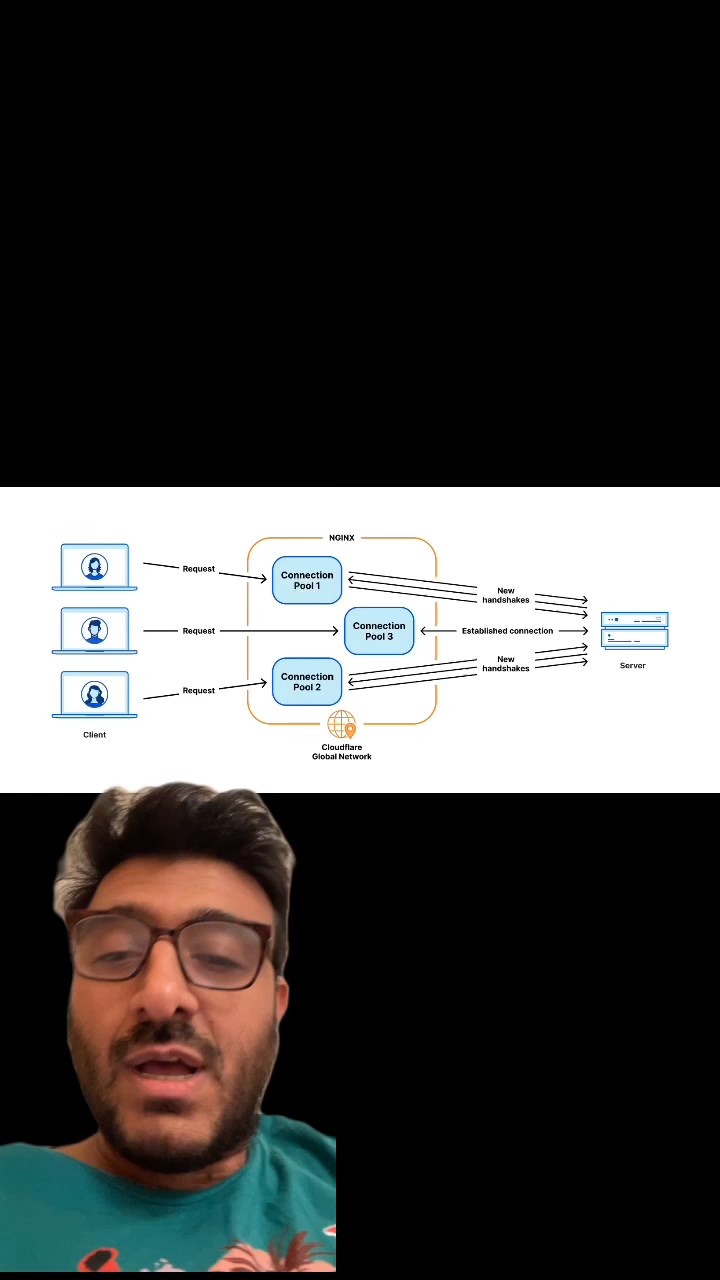 NGINX
Request
Connection
Pool 1
New
handshakes
Request
Connection
Pool 3
Established connection
Request
Connection
Pool 2
New
handshakes
Server
Client
Cloudflare
Global Network